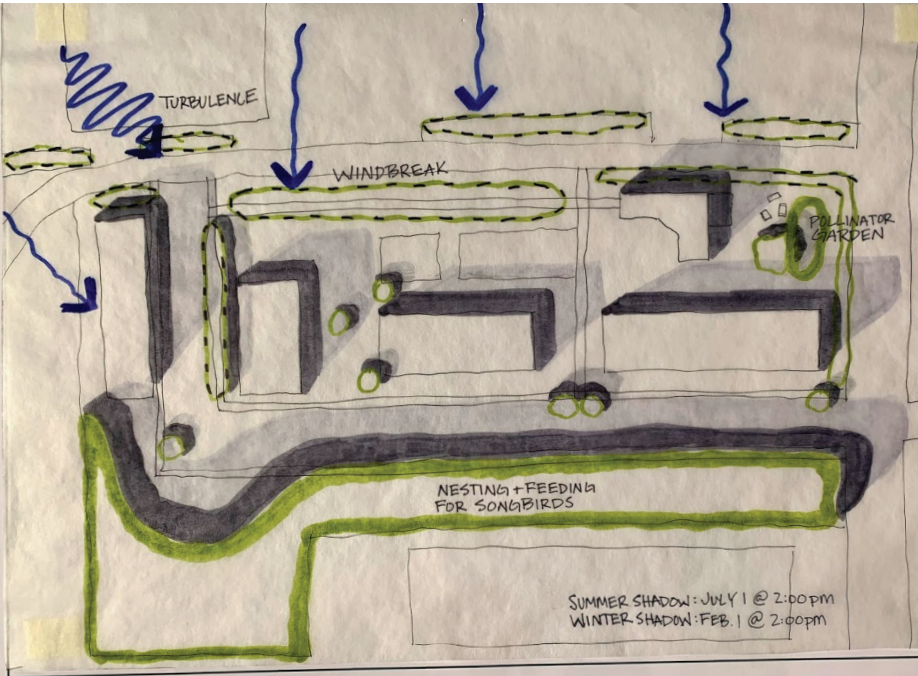 TURBULENCE
WINDBREAK
POLLINATOR
GARDEN
NESTING + FEEDING
FOR SONGBIRDS
SUMMER SHADOW: JULY 1 @ 2:00pm
WINTER SHADOW: FEB. 1 @ 2:00pm